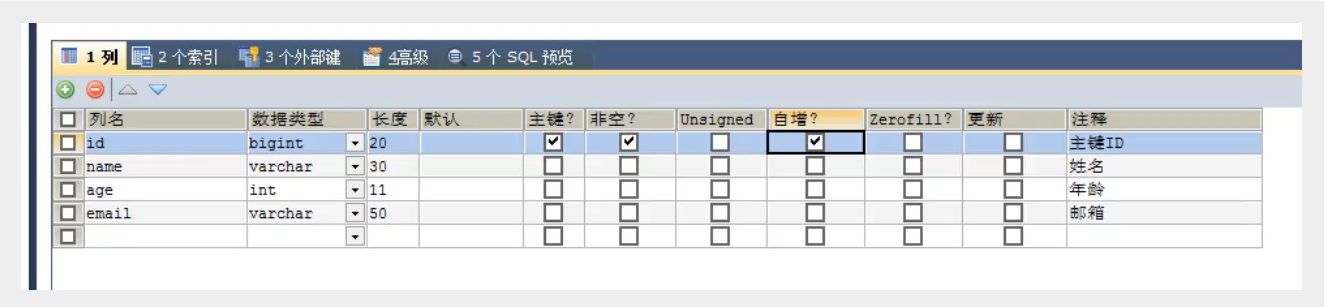 1 列 2 个索引 3 个外部键 4高级 5 个 SQL 预览
列名 数据类型 长度 默认 主键? 非空? Unsigned 自增? Zerofill? 更新 注释
id bigint 20 主键ID
name varchar 30 姓名
age int 11 年龄
email varchar 50 邮箱